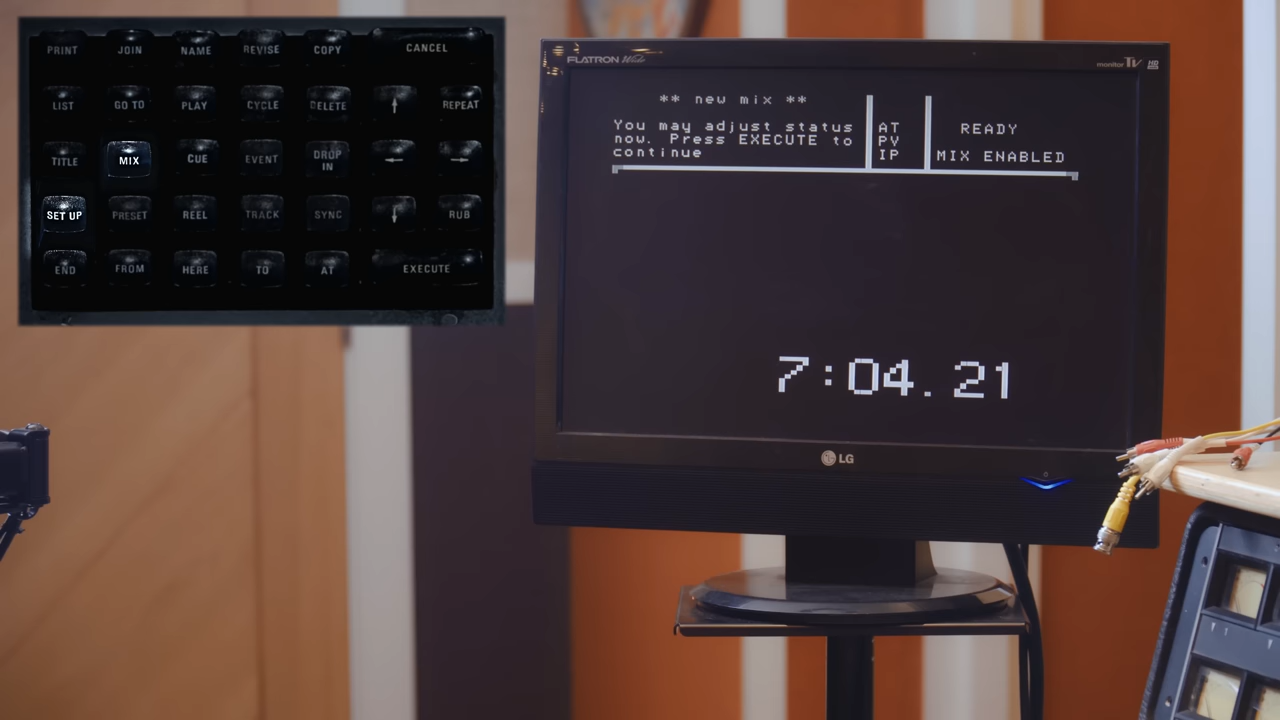 PRINT JOIN NAME REVISE COPY CANCEL
LIST GO TO PLAY CYCLE DELETE ↑ REPEAT
TITLE MIX CUE EVENT DROP IN ← →
SET UP PRESET REEL TRACK SYNC ↓ RUB
END FROM HERE TO AT EXECUTE
FLATRON Wide
monitor TV HD
** new mix **
You may adjust status
now. Press EXECUTE to
continue
AT
PV
IP
READY
MIX ENABLED
7:04.21
LG